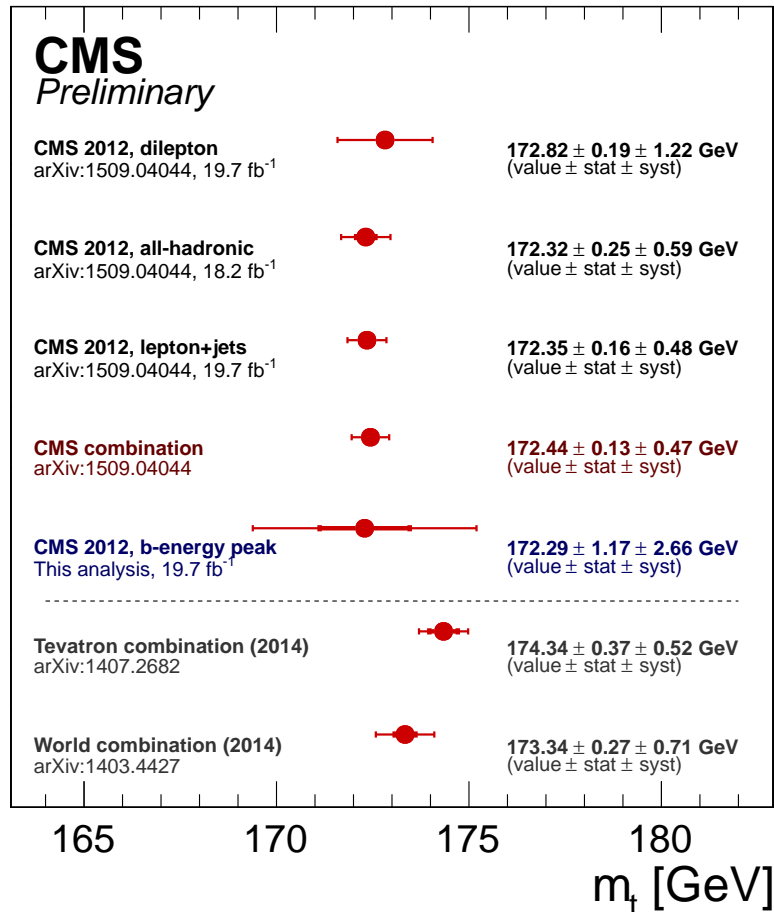 CMS
Preliminary
CMS 2012, dilepton
arXiv:1509.04044, 19.7 fb⁻¹
172.82 ± 0.19 ± 1.22 GeV
(value ± stat ± syst)
CMS 2012, all-hadronic
arXiv:1509.04044, 18.2 fb⁻¹
172.32 ± 0.25 ± 0.59 GeV
(value ± stat ± syst)
CMS 2012, lepton+jets
arXiv:1509.04044, 19.7 fb⁻¹
172.35 ± 0.16 ± 0.48 GeV
(value ± stat ± syst)
CMS combination
arXiv:1509.04044
172.44 ± 0.13 ± 0.47 GeV
(value ± stat ± syst)
CMS 2012, b-energy peak
This analysis, 19.7 fb⁻¹
172.29 ± 1.17 ± 2.66 GeV
(value ± stat ± syst)
Tevatron combination (2014)
arXiv:1407.2682
174.34 ± 0.37 ± 0.52 GeV
(value ± stat ± syst)
World combination (2014)
arXiv:1403.4427
173.34 ± 0.27 ± 0.71 GeV
(value ± stat ± syst)
165 170 175 180
mₜ [GeV]